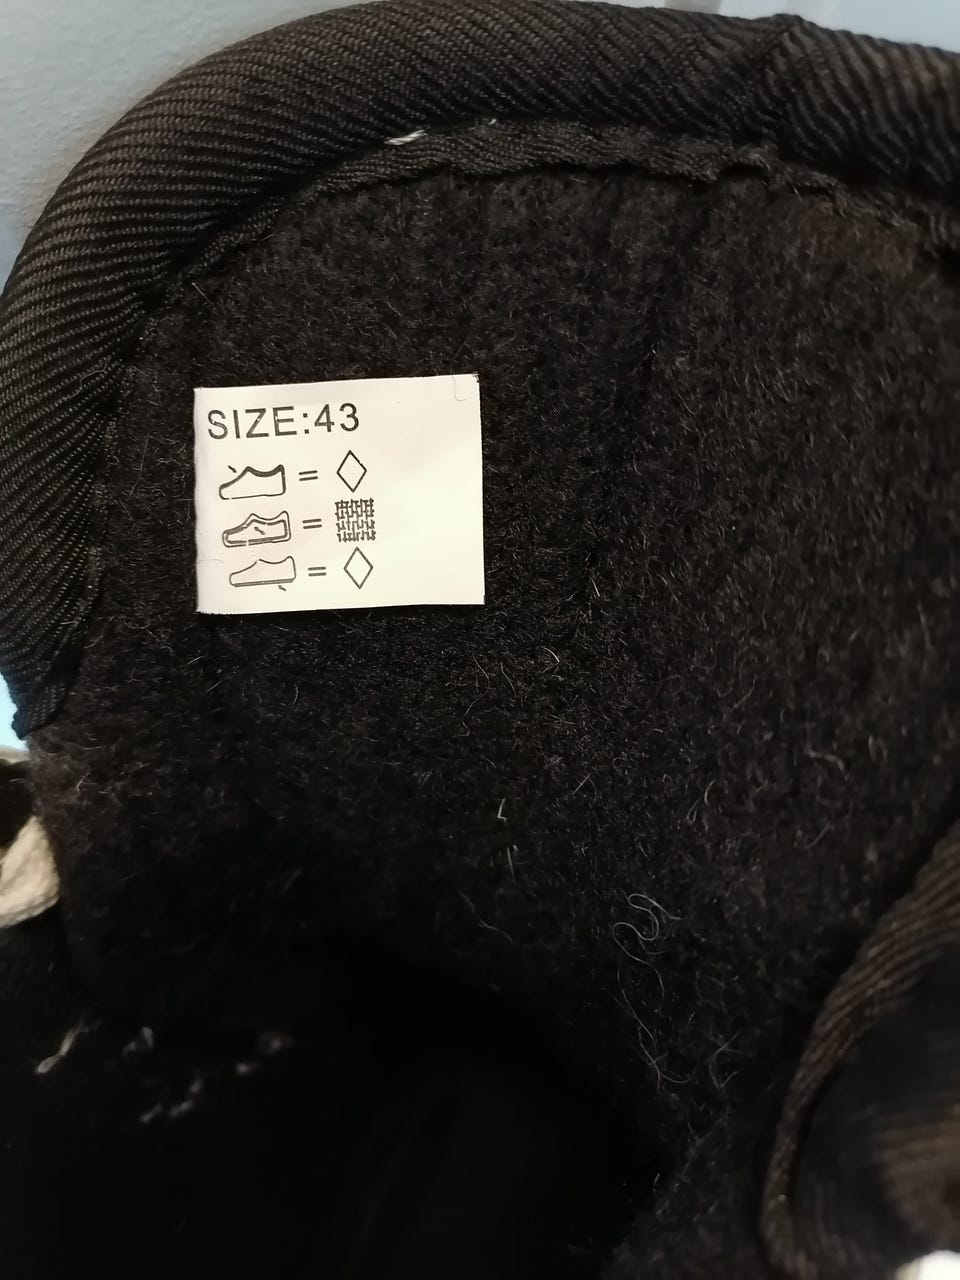 SIZE:43
=
=
=